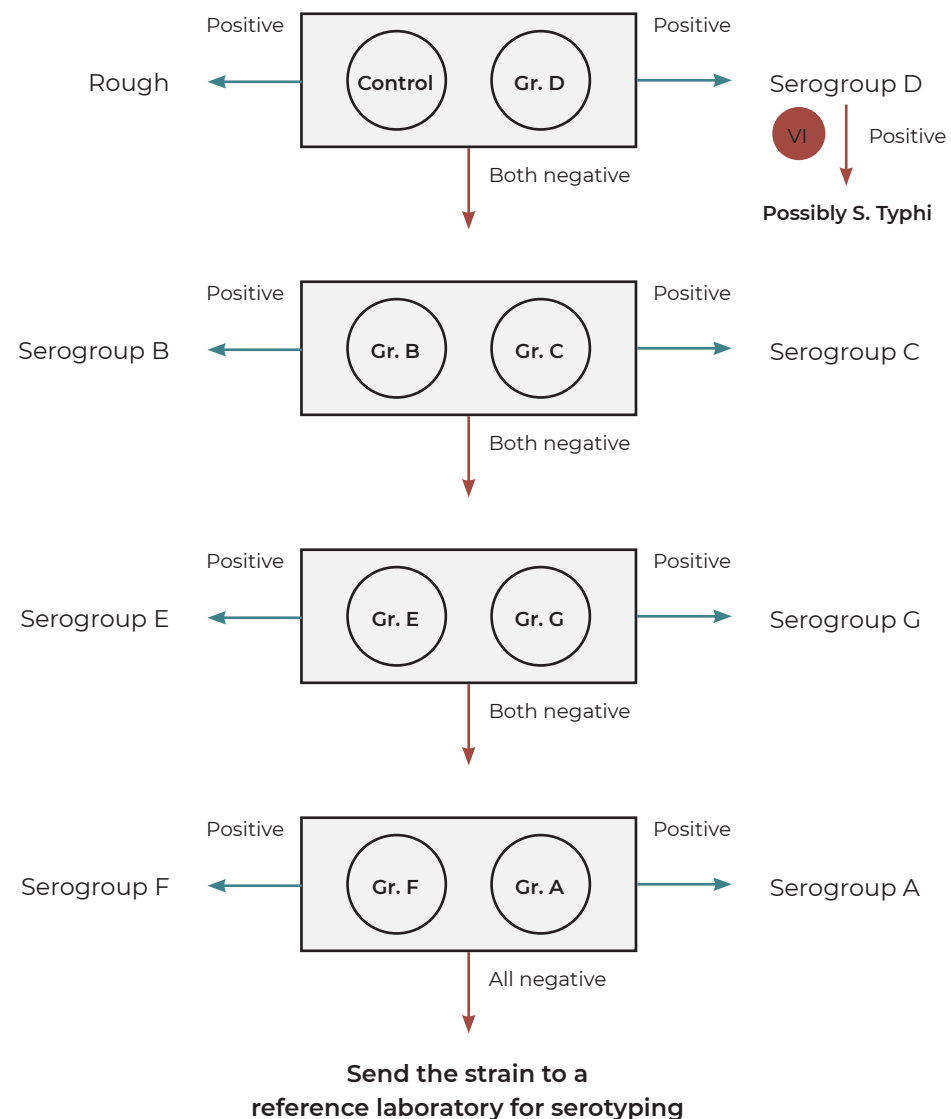 Positive
Positive
Rough
Control
Gr. D
Serogroup D
VI
Positive
Both negative
Possibly S. Typhi
Positive
Positive
Serogroup B
Gr. B
Gr. C
Serogroup C
Both negative
Positive
Positive
Serogroup E
Gr. E
Gr. G
Serogroup G
Both negative
Positive
Positive
Serogroup F
Gr. F
Gr. A
Serogroup A
All negative
Send the strain to a
reference laboratory for serotyping